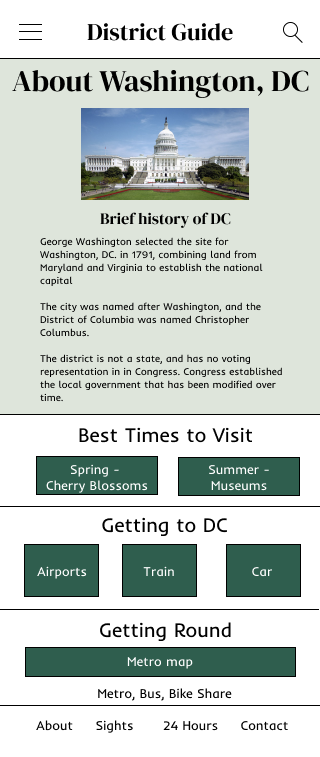 District Guide
About Washington, DC
Brief history of DC
George Washington selected the site for
Washington, DC. in 1791, combining land from
Maryland and Virginia to establish the national
capital
The city was named after Washington, and the
District of Columbia was named Christopher
Columbus.
The district is not a state, and has no voting
representation in in Congress. Congress established
the local government that has been modified over
time.
Best Times to Visit
Spring -
Cherry Blossoms
Summer -
Museums
Getting to DC
Airports Train Car
Getting Round
Metro map
Metro, Bus, Bike Share
About Sights 24 Hours Contact